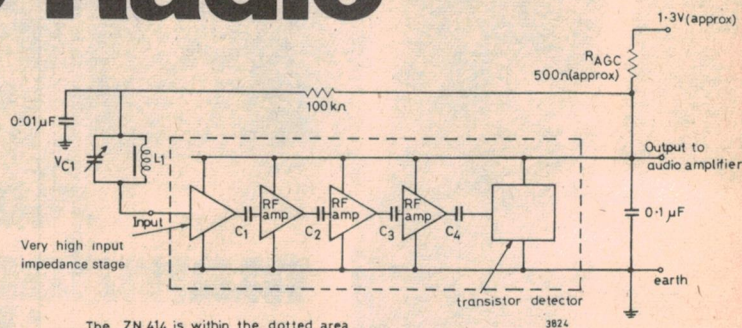 Radio
1·3V(approx)
RAGC
500n(approx)
100kn
0·01µF
VC1
L1
Output to
audio amplifier
Input
RF
amp
RF
amp
RF
amp
C1
C2
C3
C4
0·1µF
Very high input
impedance stage
earth
transistor detector
The ZN 414 is within the dotted area
3824